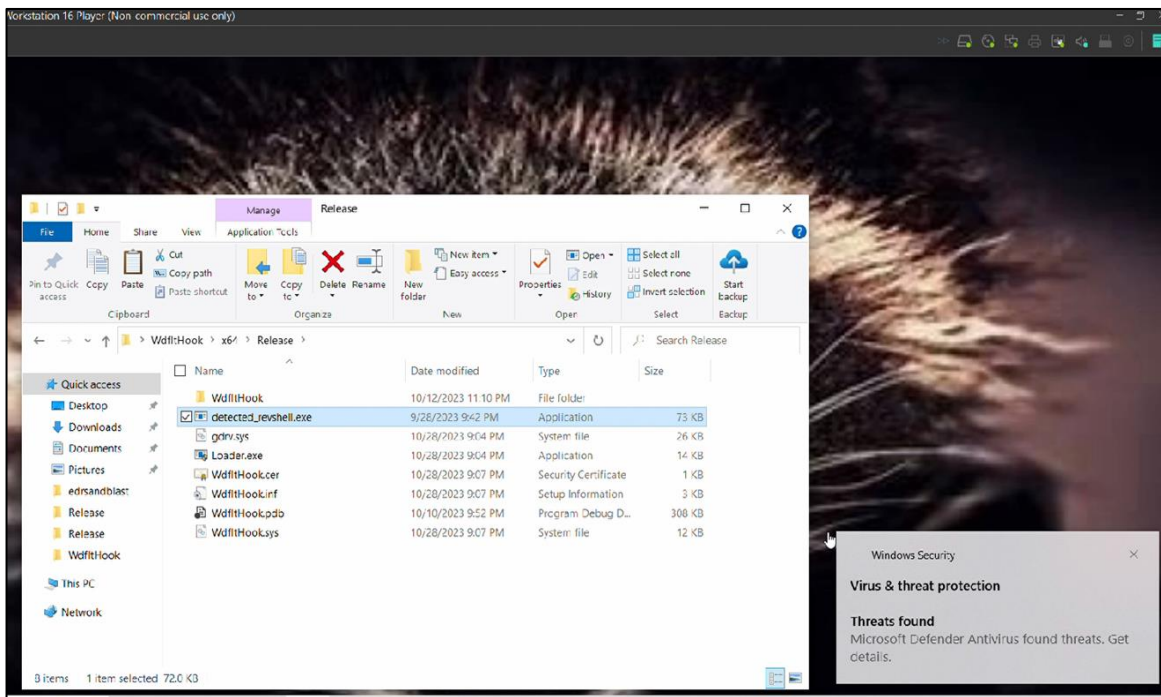 Workstation 16 Player (Non-commercial use only)
Manage Release
File Home Share View Application Tools
Pin to Quick access
Copy
Paste
Cut
Copy path
Paste shortcut
Move to
Copy to
Delete
Rename
New folder
New item
Easy access
Properties
Open
Edit
History
Select all
Select none
Invert selection
Start backup
Clipboard Organize New Open Select Backup
WdfltHook > x64 > Release >
Search Release
Name Date modified Type Size
WdfltHook 10/12/2023 11:10 PM File folder
detected_revshell.exe 9/28/2023 9:42 PM Application 73 KB
gdrv.sys 10/28/2023 9:04 PM System file 26 KB
Loader.exe 10/28/2023 9:04 PM Application 14 KB
WdfltHook.cer 10/28/2023 9:07 PM Security Certificate 1 KB
WdfltHook.inf 10/28/2023 9:07 PM Setup Information 3 KB
WdfltHook.pdb 10/10/2023 9:52 PM Program Debug D... 308 KB
WdfltHook.sys 10/28/2023 9:07 PM System file 12 KB
Quick access
Desktop
Downloads
Documents
Pictures
edrsandblast
Release
Release
WdfltHook
This PC
Network
8 items 1 item selected 72.0 KB
Windows Security
Virus & threat protection
Threats found
Microsoft Defender Antivirus found threats. Get
details.